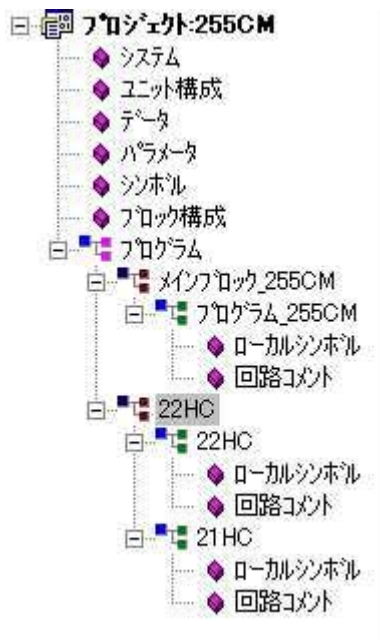 プロジェクト:255CM
システム
ユニット構成
データ
パラメータ
シンボル
ブロック構成
プログラム
メインブロック_255CM
プログラム_255CM
ローカルシンボル
回路コメント
22HC
22HC
ローカルシンボル
回路コメント
21HC
ローカルシンボル
回路コメント